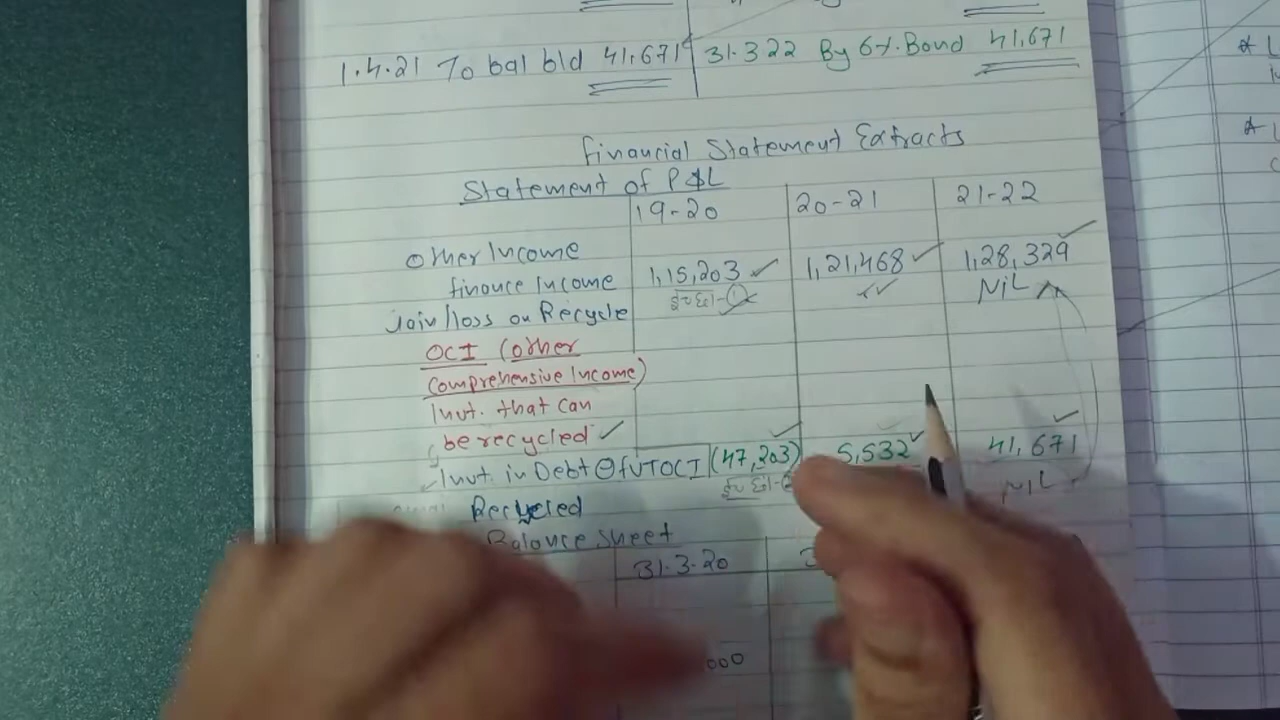 1.4.21 To bal b/d 41,671 31.3.22 By 6%. Bond 41,671
Financial Statement Extracts
Statement of P&L
19-20 20-21 21-22
Other Income
finance Income 1,15,203 ✓ 1,21,468 ✓ 1,28,329 ✓
Gain/loss on Recycle NIL
OCI (other
comprehensive Income)
Invt. that can
be recycled ✓
Invt. in Debt @ FVTOCI (47,203) 5,532 41,671
Recycled NIL
Balance sheet
31.3.20
000